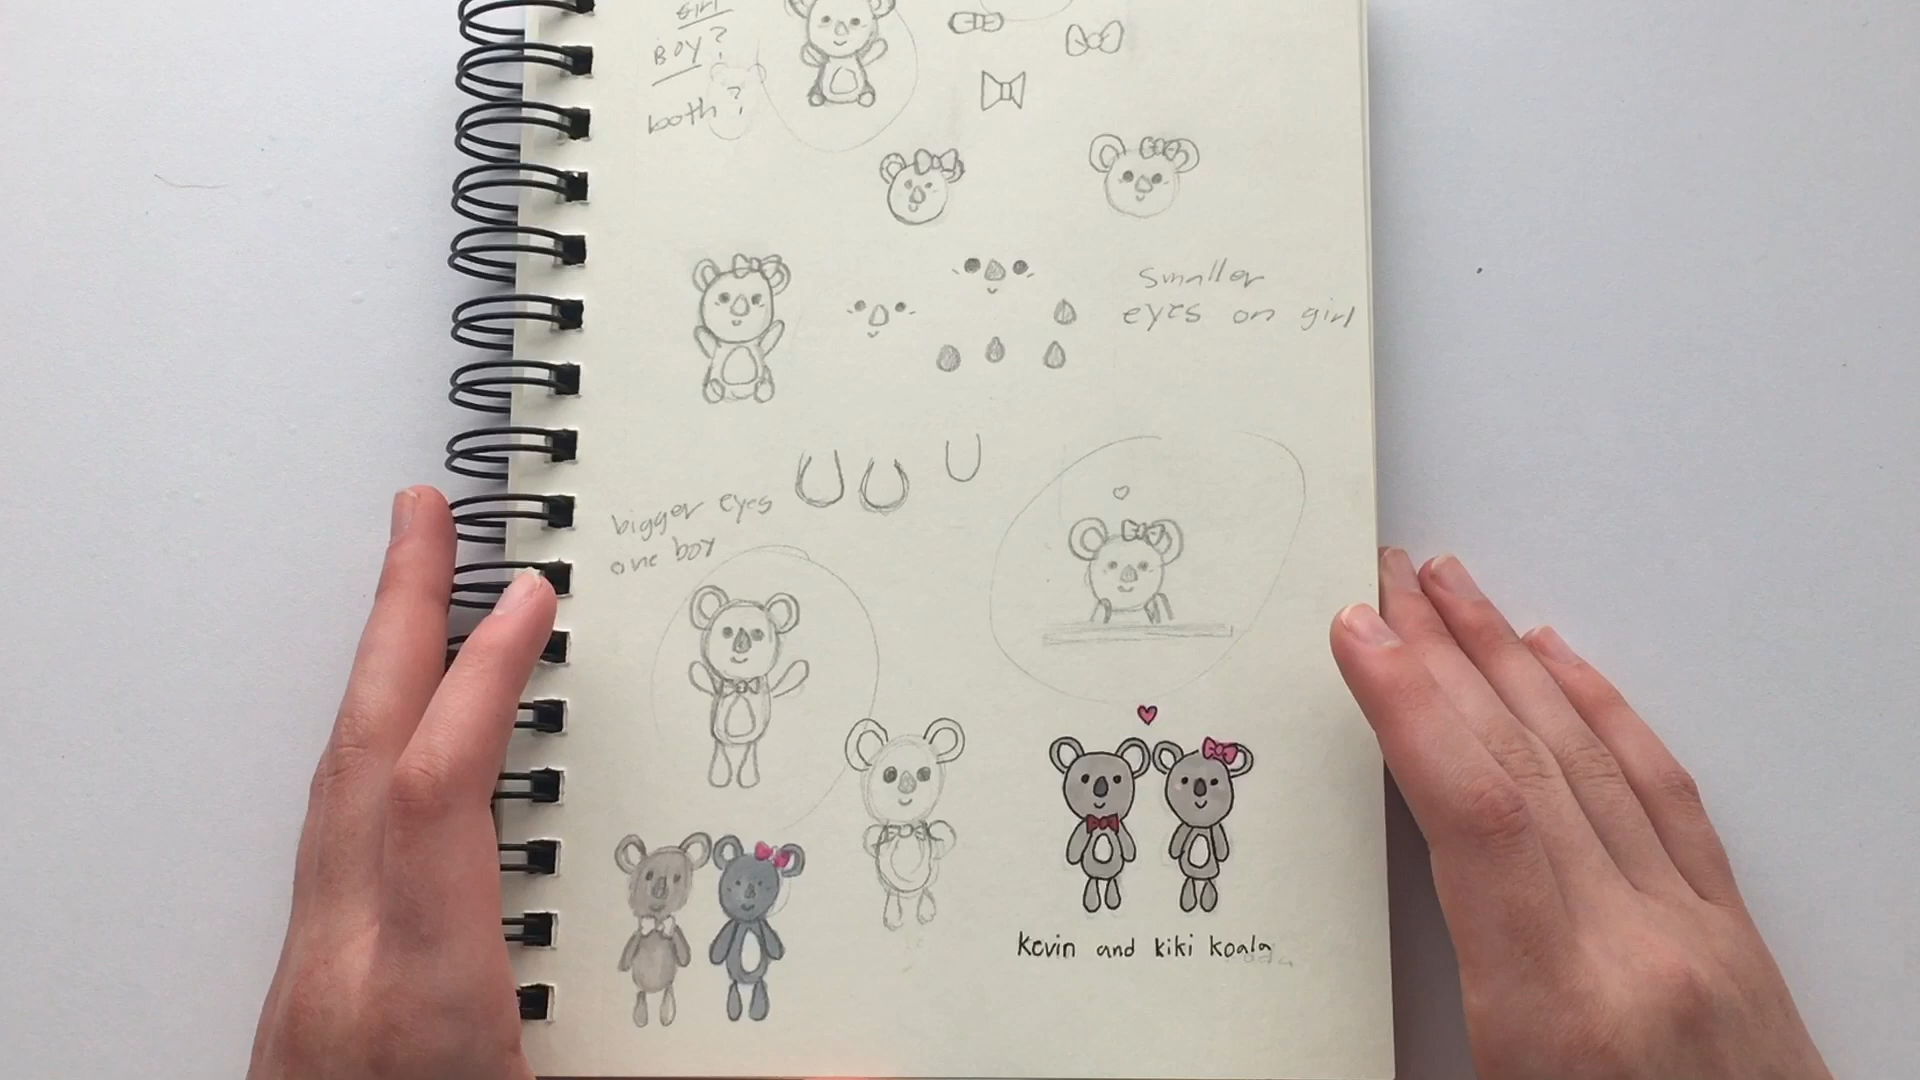 girl
Boy?
both?
smaller
eyes on girl
bigger eyes
one boy
kevin and kiki koala